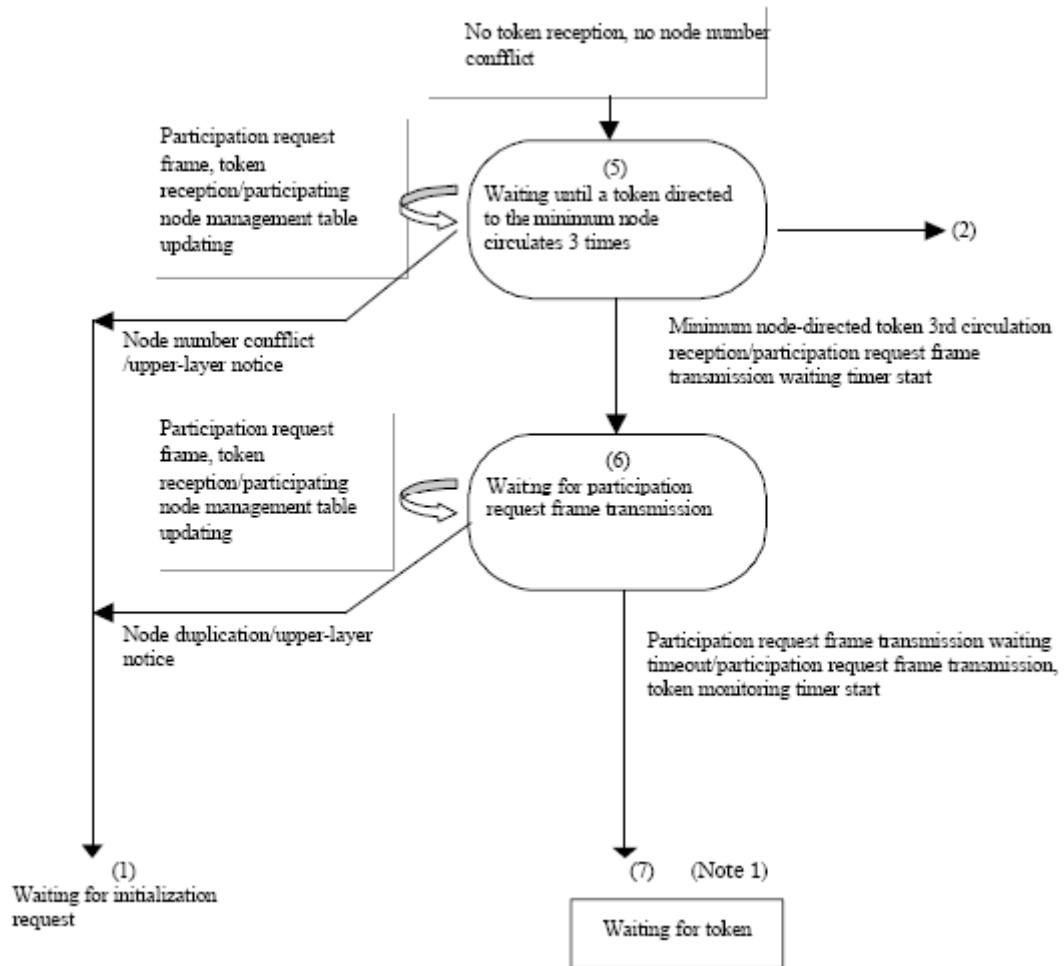 No token reception, no node number
confflict
Participation request
frame, token
reception/participating
node management table
updating
(5)
Waiting until a token directed
to the minimum node
circulates 3 times
(2)
Node number confflict
/upper-layer notice
Minimum node-directed token 3rd circulation
reception/participation request frame
transmission waiting timer start
Participation request
frame, token
reception/participating
node management table
updating
(6)
Waiting for participation
request frame transmission
Node duplication/upper-layer
notice
Participation request frame transmission waiting
timeout/participation request frame transmission,
token monitoring timer start
(1)
Waiting for initialization
request
(7) (Note 1)
Waiting for token